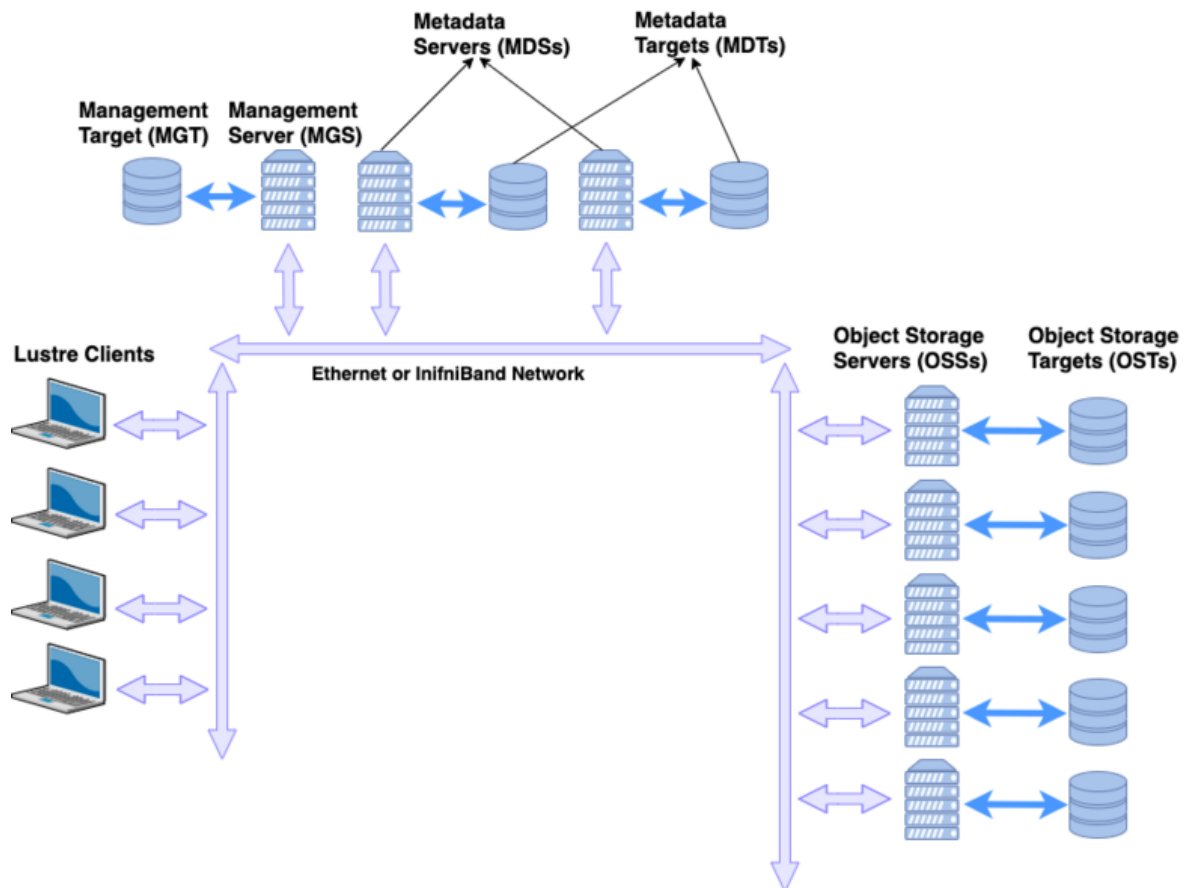 Metadata
Servers (MDSs)
Metadata
Targets (MDTs)
Management
Target (MGT)
Management
Server (MGS)
Lustre Clients
Ethernet or InifniBand Network
Object Storage
Servers (OSSs)
Object Storage
Targets (OSTs)